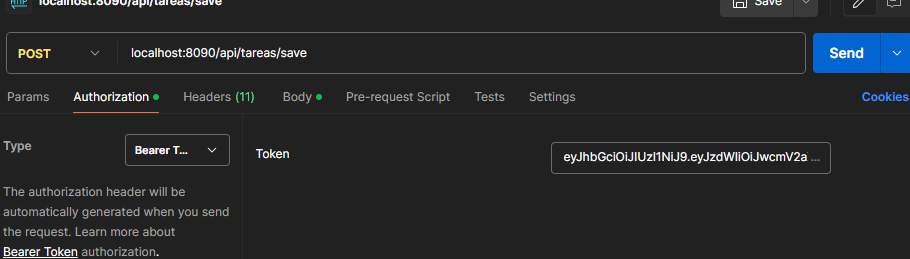 HTTP localhost:8090/api/tareas/save Save
POST localhost:8090/api/tareas/save Send
Params Authorization Headers (11) Body Pre-request Script Tests Settings Cookies
Type Bearer T... Token eyJhbGciOiJIUzI1NiJ9.eyJzdWIiOiJwcmV2a ...
The authorization header will be
automatically generated when you send
the request. Learn more about
Bearer Token authorization.